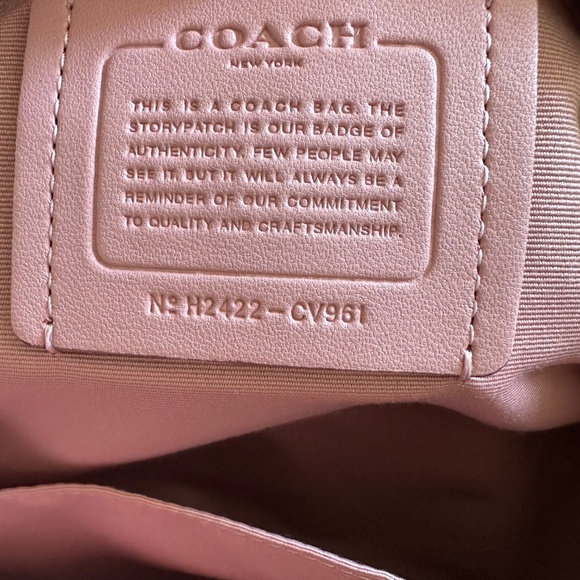 COACH
NEW YORK
THIS IS A COACH BAG. THE
STORYPATCH IS OUR BADGE OF
AUTHENTICITY. FEW PEOPLE MAY
SEE IT, BUT IT WILL ALWAYS BE A
REMINDER OF OUR COMMITMENT
TO QUALITY AND CRAFTSMANSHIP.
Nº H2422-CV961